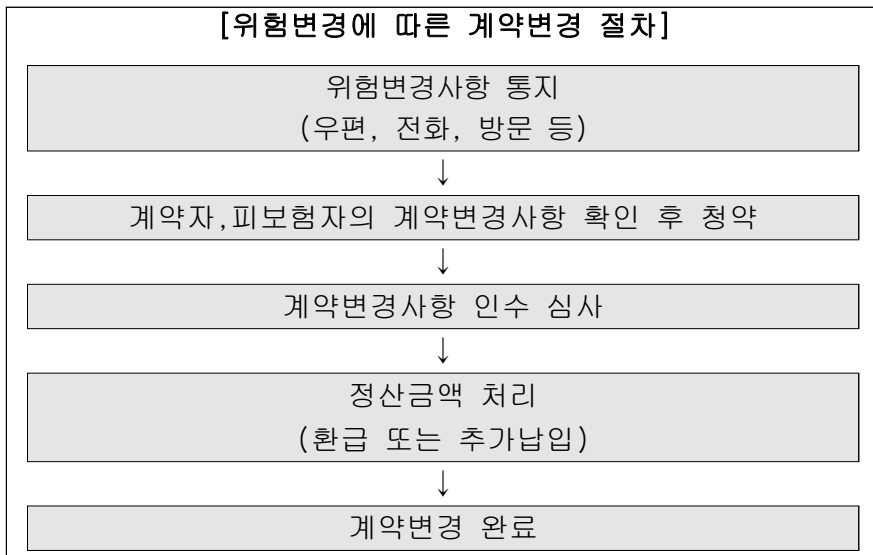 [위험변경에 따른 계약변경 절차]
위험변경사항 통지
(우편, 전화, 방문 등)
↓
계약자,피보험자의 계약변경사항 확인 후 청약
↓
계약변경사항 인수 심사
↓
정산금액 처리
(환급 또는 추가납입)
↓
계약변경 완료